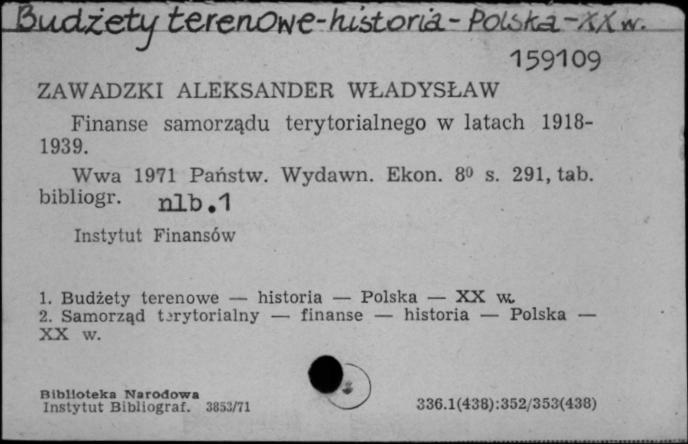 Budżety terenowe-historia-Polska-XX w.
159109
ZAWADZKI ALEKSANDER WŁADYSŁAW
Finanse samorządu terytorialnego w latach 1918-
1939.
Wwa 1971 Państw. Wydawn. Ekon. 8⁰ s. 291, tab.
bibliogr. nlb.1
Instytut Finansów
1. Budżety terenowe — historia — Polska — XX w.
2. Samorząd terytorialny — finanse — historia — Polska —
XX w.
Biblioteka Narodowa
Instytut Bibliograf. 3853/71
336.1(438):352/353(438)